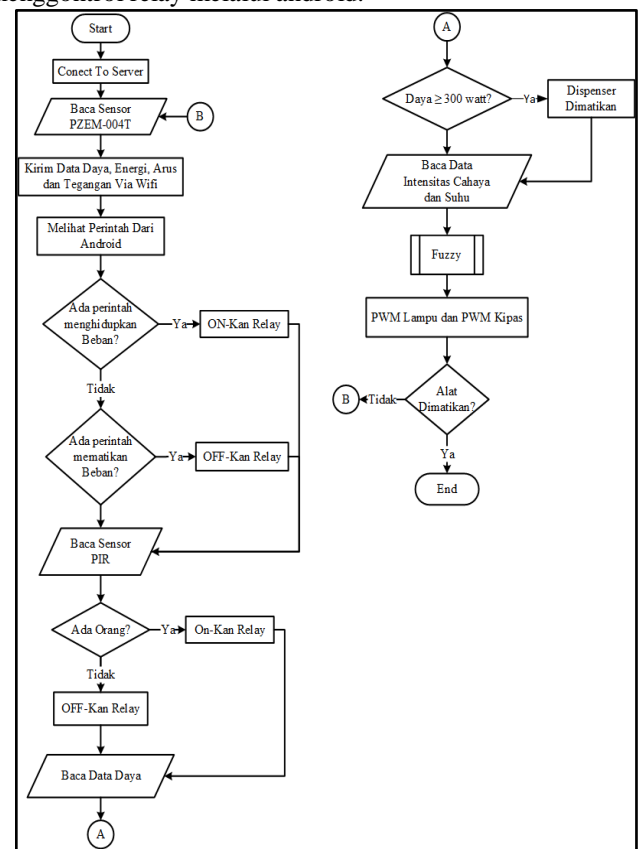 menggontrol relay melalui android.
Start
Conect To Server
Baca Sensor
PZEM-004T
B
Kirim Data Daya, Energi, Arus
dan Tegangan Via Wifi
Melihat Perintah Dari
Android
Ada perintah
menghidupkan
Beban?
Ya
ON-Kan Relay
Tidak
Ada perintah
mematikan
Beban?
Ya
OFF-Kan Relay
Baca Sensor
PIR
Ada Orang?
Ya
On-Kan Relay
Tidak
OFF-Kan Relay
Baca Data Daya
A
A
Daya ≥ 300 watt?
Ya
Dispenser
Dimatikan
Baca Data
Intensitas Cahaya
dan Suhu
Fuzzy
PWM Lampu dan PWM Kipas
Alat
Dimatikan?
Tidak
B
Ya
End